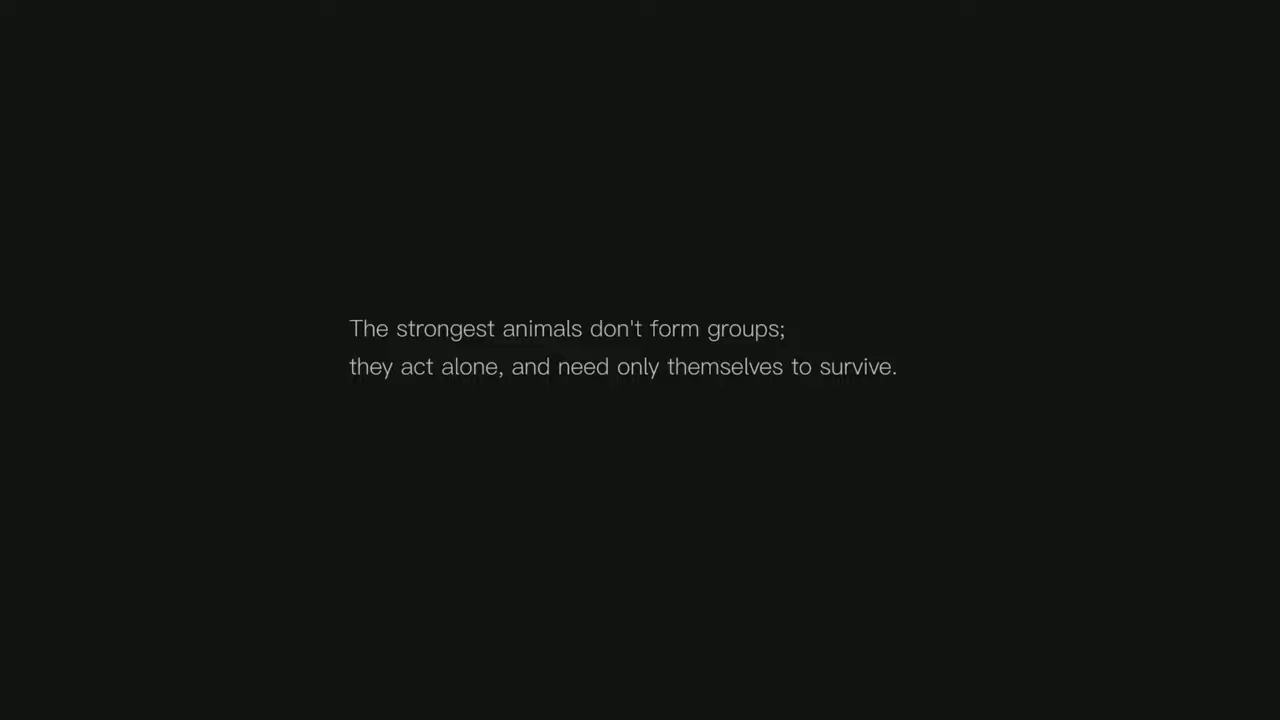 The strongest animals don't form groups;
they act alone, and need only themselves to survive.